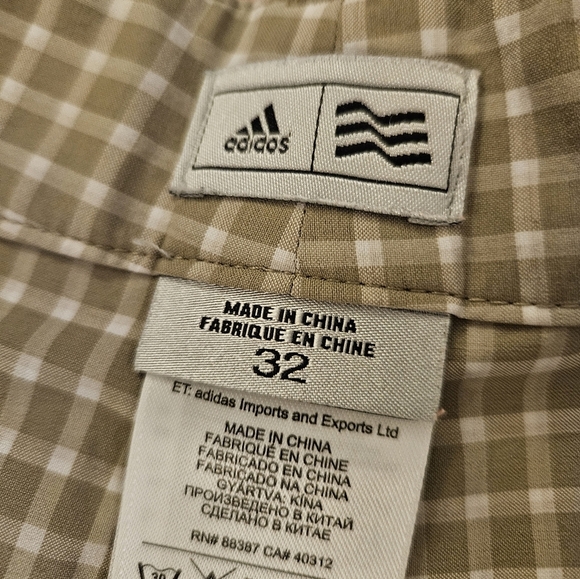 adidas
MADE IN CHINA
FABRIQUE EN CHINE
32
ET: adidas Imports and Exports Ltd
MADE IN CHINA
FABRIQUÉ EN CHINE
FABRICADO EN CHINA
FABRICADO NA CHINA
GYÁRTVA: KÍNA
ПРОИЗВЕДЕНО В КИТАЙ
СДЕЛАНО В КИТАЕ
RN# 88387 CA# 40312
30